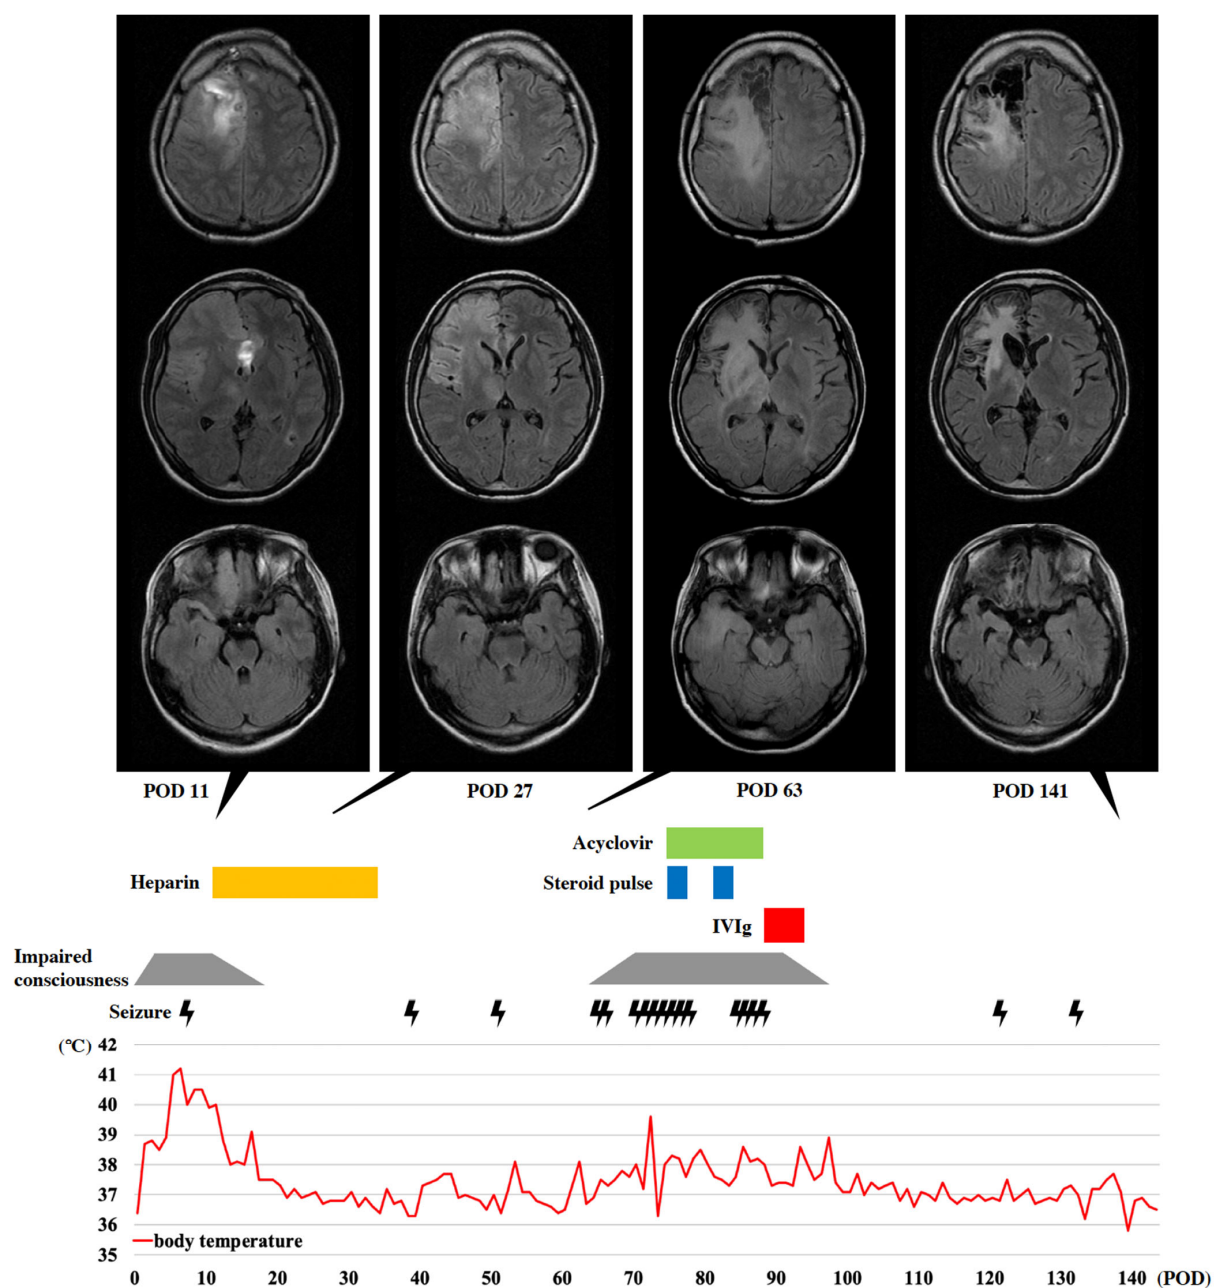 POD 11 POD 27 POD 63 POD 141
Acyclovir
Heparin Steroid pulse
IVIg
Impaired
consciousness
Seizure
(℃) 42
41
40
39
38
37
36
body temperature
35
0 10 20 30 40 50 60 70 80 90 100 110 120 130 140 (POD)